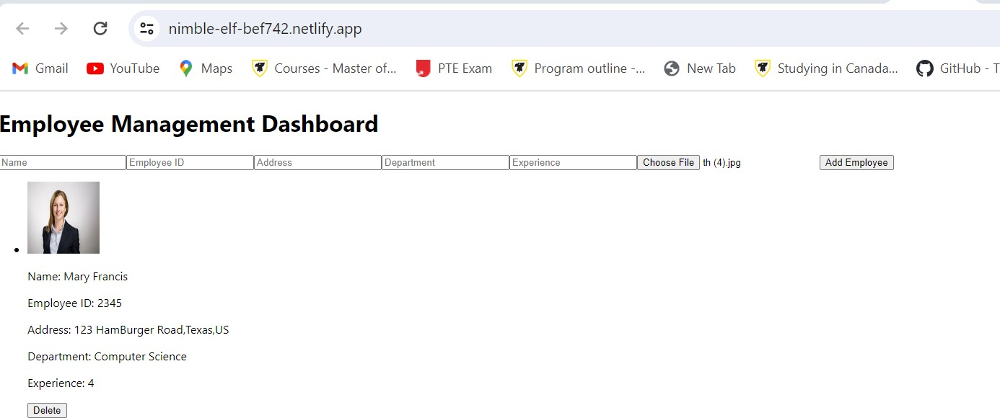 nimble-elf-bef742.netlify.app
Gmail YouTube Maps Courses - Master of... PTE Exam Program outline -... New Tab Studying in Canada... GitHub - T
Employee Management Dashboard
Name Employee ID Address Department Experience Choose File th (4).jpg Add Employee
Name: Mary Francis
Employee ID: 2345
Address: 123 HamBurger Road,Texas,US
Department: Computer Science
Experience: 4
Delete